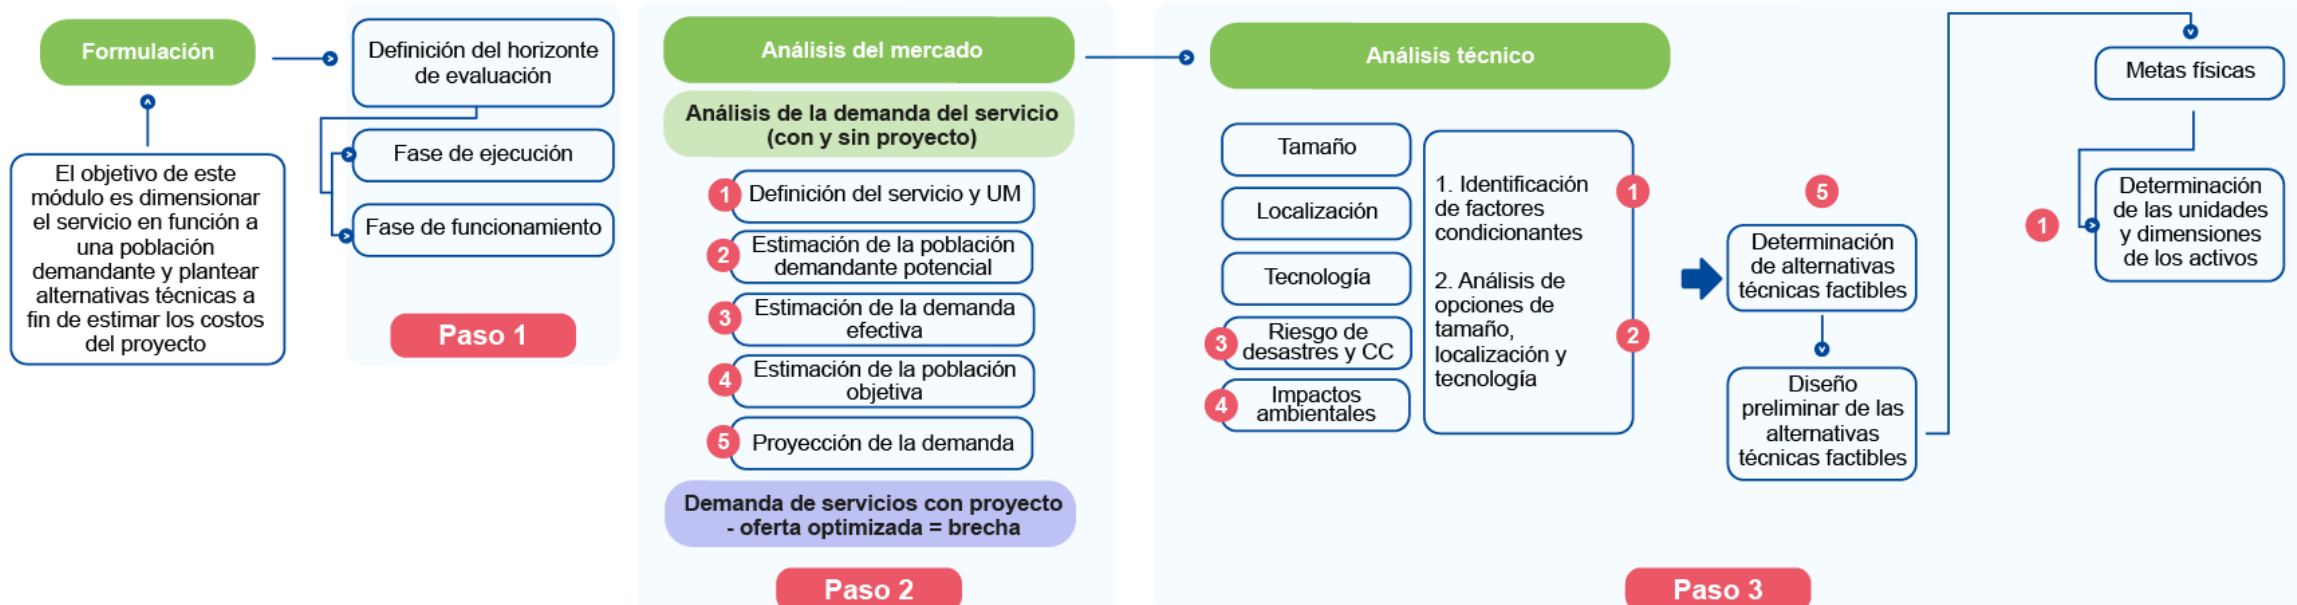 Formulación
El objetivo de este
módulo es dimensionar
el servicio en función a
una población
demandante y plantear
alternativas técnicas a
fin de estimar los costos
del proyecto
Definición del horizonte
de evaluación
Fase de ejecución
Fase de funcionamiento
Paso 1
Análisis del mercado
Análisis de la demanda del servicio
(con y sin proyecto)
1 Definición del servicio y UM
2 Estimación de la población
demandante potencial
3 Estimación de la demanda
efectiva
4 Estimación de la población
objetiva
5 Proyección de la demanda
Demanda de servicios con proyecto
- oferta optimizada = brecha
Paso 2
Análisis técnico
Tamaño
Localización
Tecnología
3 Riesgo de
desastres y CC
4 Impactos
ambientales
1. Identificación
de factores
condicionantes
2. Análisis de
opciones de
tamaño,
localización y
tecnología
1
2
5
Determinación
de alternativas
técnicas factibles
Diseño
preliminar de las
alternativas
técnicas factibles
Metas físicas
1
Determinación
de las unidades
y dimensiones
de los activos
Paso 3